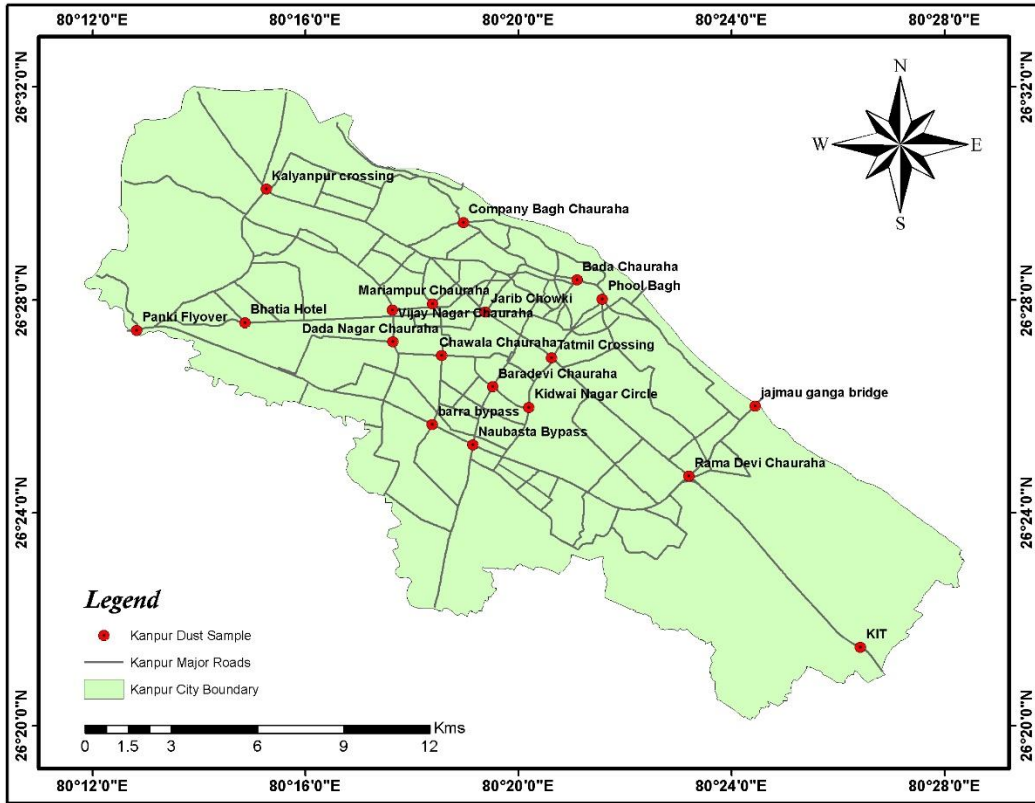 80°12'0"E 80°16'0"E 80°20'0"E 80°24'0"E 80°28'0"E
26°32'0"N
26°32'0"N
N
W E
S
Kalyanpur crossing
Company Bagh Chauraha
Bada Chauraha
26°28'0"N
26°28'0"N
Mariampur Chauraha
Phool Bagh
Bhatia Hotel
Jarib Chowki
Panki Flyover
Vijay Nagar Chauraha
Dada Nagar Chauraha
Chawala Chauraha
Tatmil Crossing
Baradevi Chauraha
jajmau ganga bridge
Kidwai Nagar Circle
barra bypass
Naubasta Bypass
Rama Devi Chauraha
26°24'0"N
26°24'0"N
Legend
Kanpur Dust Sample
KIT
Kanpur Major Roads
Kanpur City Boundary
26°20'0"N
26°20'0"N
Kms
0 1.5 3 6 9 12
80°12'0"E 80°16'0"E 80°20'0"E 80°24'0"E 80°28'0"E